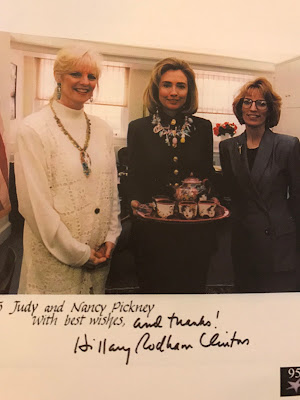 Judy and Nancy Pickney
with best wishes, and thanks!
Hillary Rodham Clinton
95